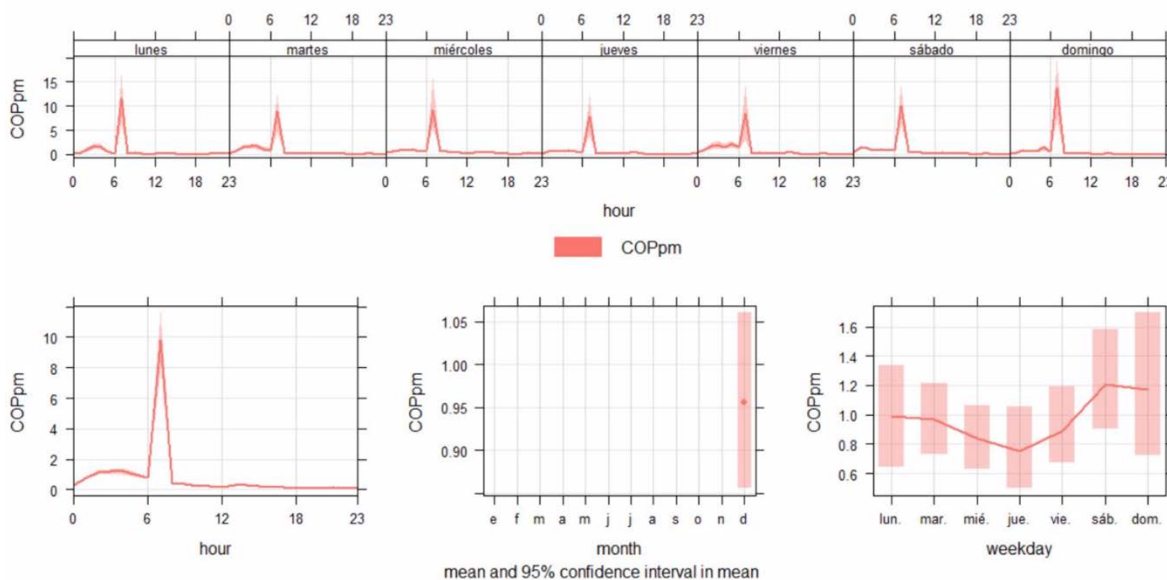 0 6 12 18 0 6 12 18 0 6 12 18 23
lunes martes miércoles jueves viernes sábado domingo
COPpm
15
10
5
0
0 6 12 18 23 0 6 12 18 23 0 6 12 18 23 0 6 12 18 23
hour
COPpm
COPpm
10
8
6
4
2
0
0 6 12 18 23
hour
COPpm
1.05
1.00
0.95
0.90
e f m a m j j a s o n d
month
COPpm
1.6
1.4
1.2
1.0
0.8
0.6
lun. mar. mié. jue. vie. sáb. dom.
weekday
mean and 95% confidence interval in mean